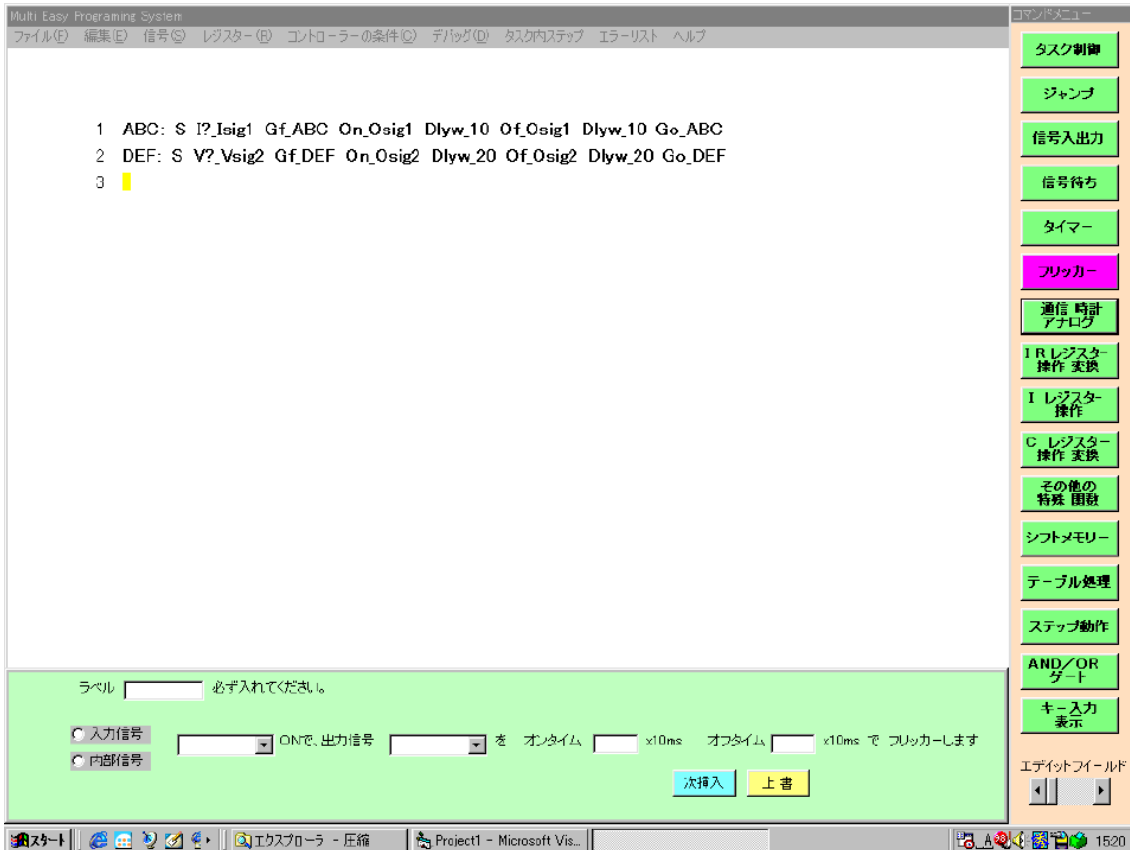 Multi Easy Programing System
ファイル(F) 編集(E) 信号(S) レジスター(R) コントローラーの条件(C) デバッグ(D) タスク内ステップ エラーリスト ヘルプ
1 ABC: S I?_Isig1 Gf_ABC On_Osig1 Dlyw_10 Of_Osig1 Dlyw_10 Go_ABC
2 DEF: S V?_Vsig2 Gf_DEF On_Osig2 Dlyw_20 Of_Osig2 Dlyw_20 Go_DEF
3
コマンドメニュー
タスク制御
ジャンプ
信号入出力
信号待ち
タイマー
フリッカー
通信 時計
アナログ
IRレジスター
操作 変換
I レジスター
操作
C レジスター
操作 変換
その他の
特殊 関数
シフトメモリー
テーブル処理
ステップ動作
AND/OR
ゲート
キー入力
表示
エディットフィールド
ラベル 必ず入れてください。
入力信号
内部信号
ONで、出力信号 を オンタイム x10ms オフタイム x10ms で フリッカーします
次挿入 上書
スタート エクスプローラ - 圧縮 Project1 - Microsoft Vis... 15:20